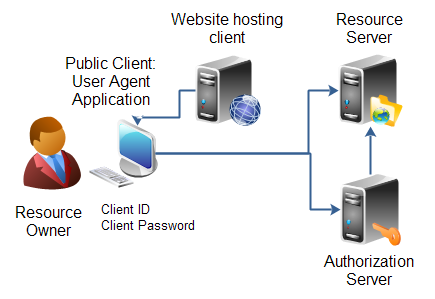 Website hosting
client
Resource
Server
Public Client:
User Agent
Application
Resource
Owner
Client ID
Client Password
Authorization
Server